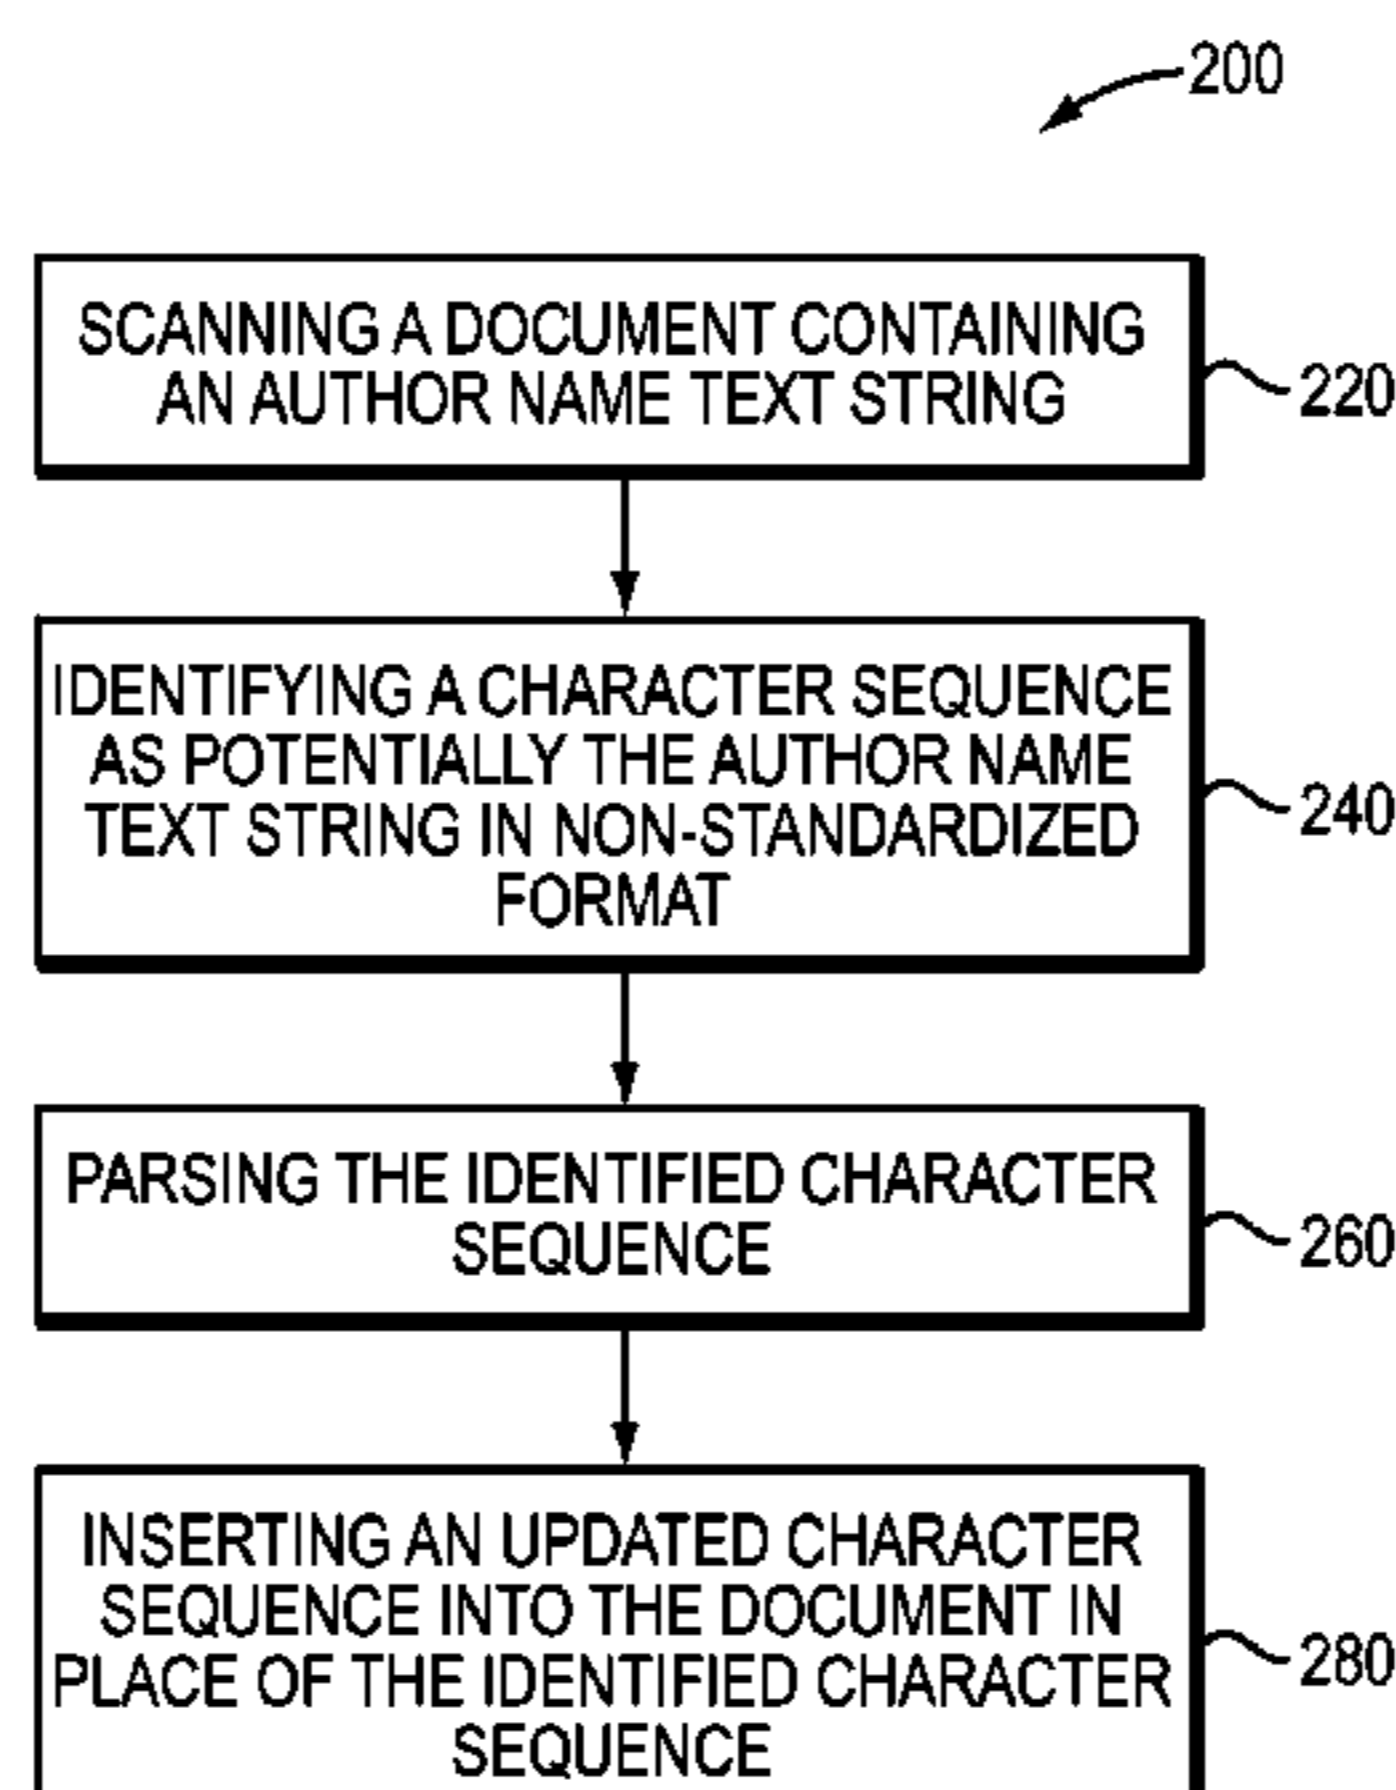 200
SCANNING A DOCUMENT CONTAINING
AN AUTHOR NAME TEXT STRING
220
IDENTIFYING A CHARACTER SEQUENCE
AS POTENTIALLY THE AUTHOR NAME
TEXT STRING IN NON-STANDARDIZED
FORMAT
240
PARSING THE IDENTIFIED CHARACTER
SEQUENCE
260
INSERTING AN UPDATED CHARACTER
SEQUENCE INTO THE DOCUMENT IN
PLACE OF THE IDENTIFIED CHARACTER
SEQUENCE
280